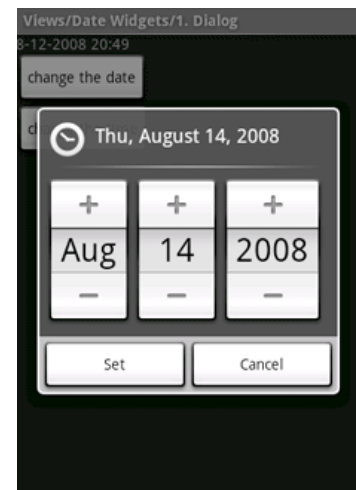 Views/Date Widgets/1. Dialog
8-12-2008 20:49
change the date
Thu, August 14, 2008
+ + +
Aug 14 2008
− − −
Set Cancel